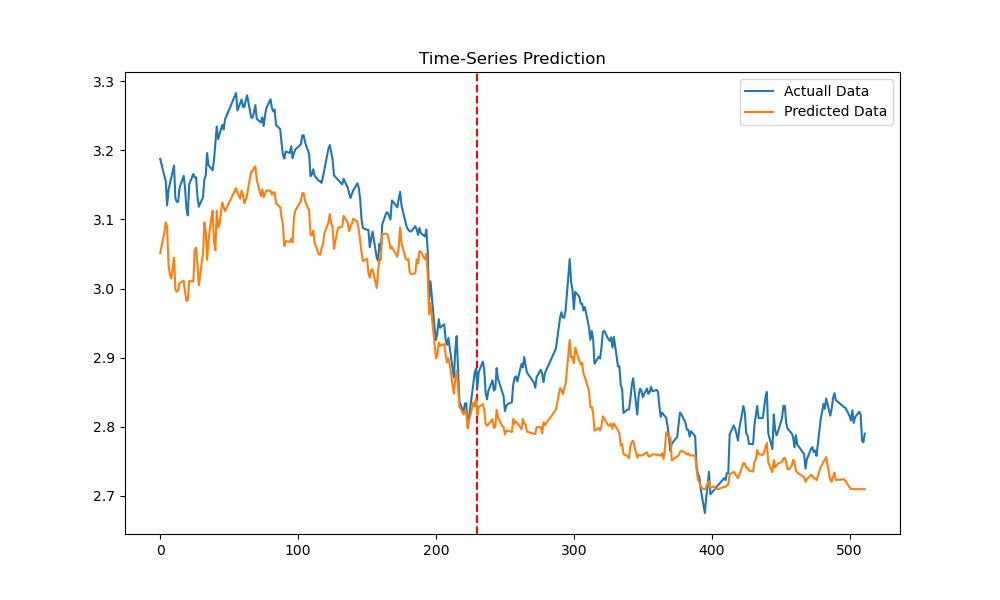 Time-Series Prediction
Actuall Data
Predicted Data
3.3
3.2
3.1
3.0
2.9
2.8
2.7
0 100 200 300 400 500